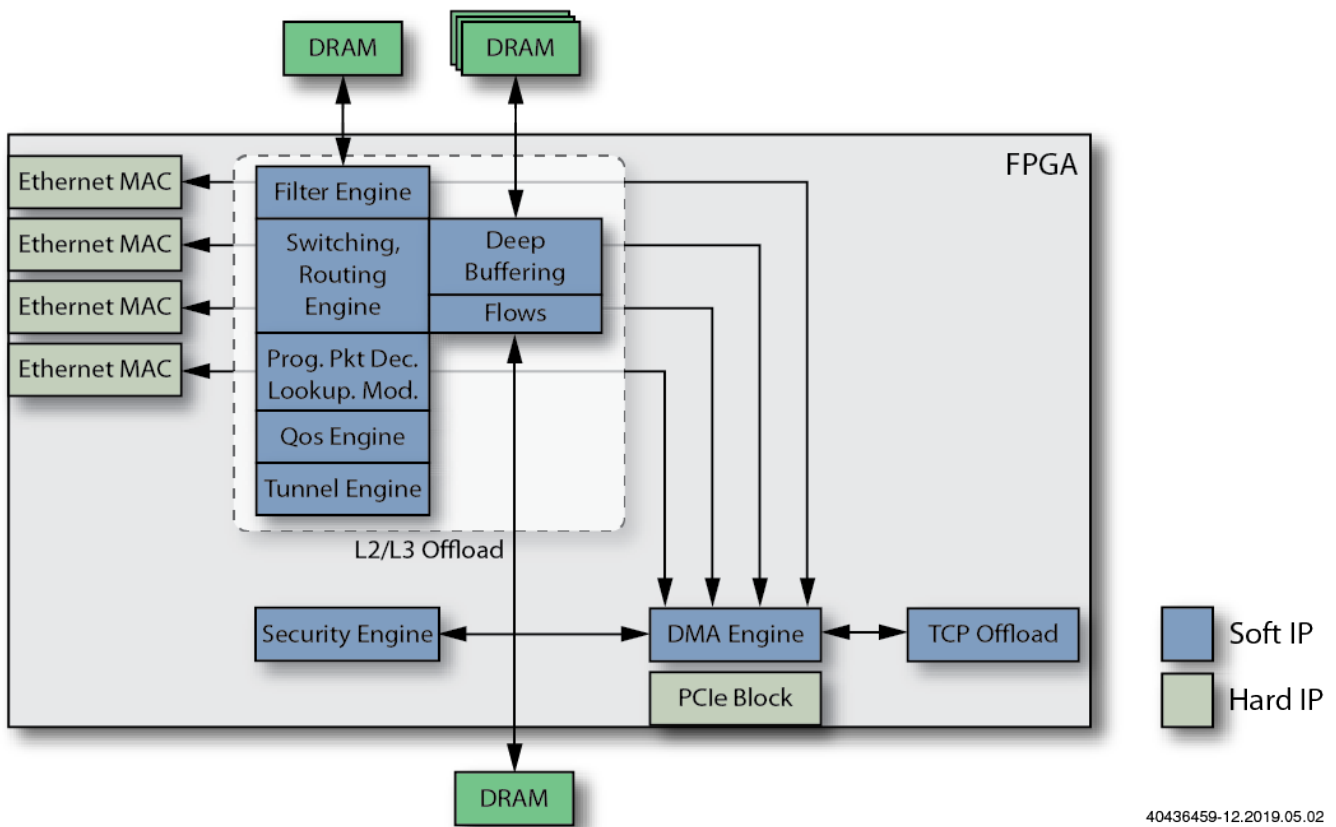 DRAM
DRAM
FPGA
Ethernet MAC
Ethernet MAC
Ethernet MAC
Ethernet MAC
Filter Engine
Switching,
Routing
Engine
Deep
Buffering
Flows
Prog. Pkt Dec.
Lookup. Mod.
Qos Engine
Tunnel Engine
L2/L3 Offload
Security Engine
DMA Engine
TCP Offload
PCIe Block
Soft IP
Hard IP
DRAM
40436459-12.2019.05.02